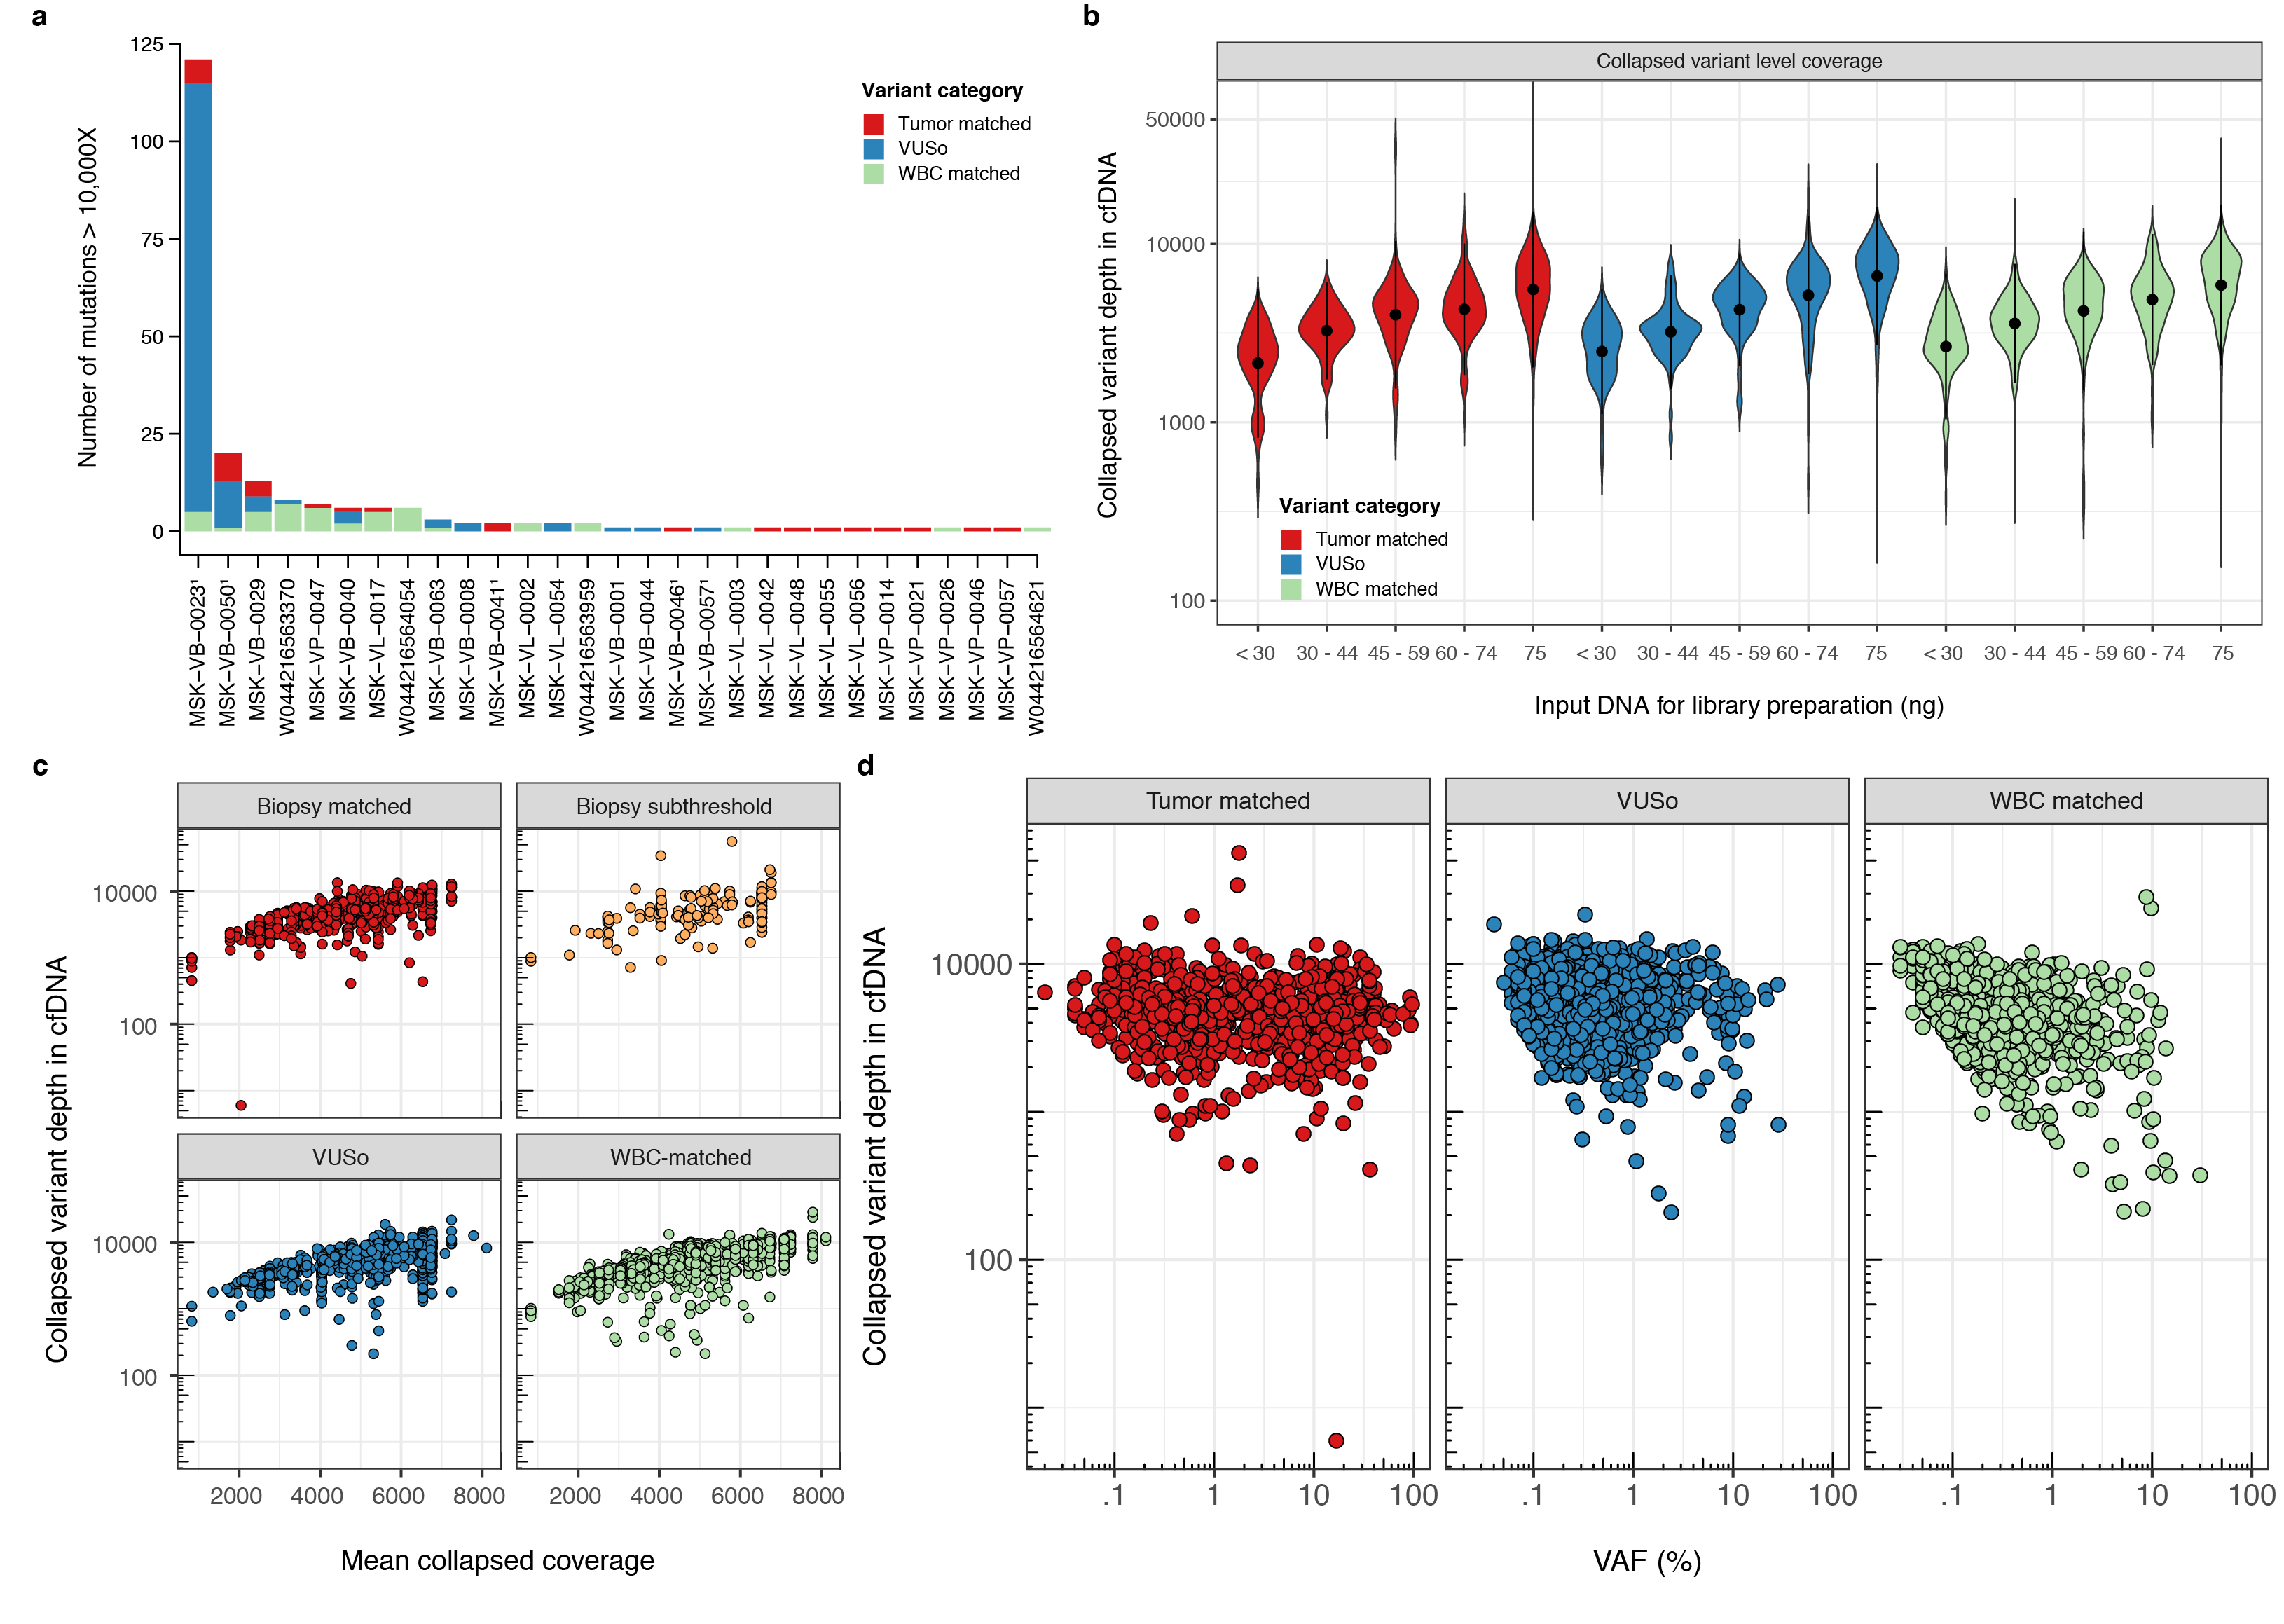 a
125
100
75
50
25
0
Number of mutations > 10,000X
Variant category
Tumor matched
VUSo
WBC matched
MSK−VB−0023¹
MSK−VB−0050¹
MSK−VB−0029
W044216563370
MSK−VP−0047
MSK−VB−0040
MSK−VL−0017
W044216564054
MSK−VB−0063
MSK−VB−0008
MSK−VB−0041¹
MSK−VL−0002
MSK−VL−0054
W044216563959
MSK−VB−0001
MSK−VB−0044
MSK−VB−0046¹
MSK−VB−0057¹
MSK−VL−0003
MSK−VL−0042
MSK−VL−0048
MSK−VL−0055
MSK−VL−0056
MSK−VP−0014
MSK−VP−0021
MSK−VP−0026
MSK−VP−0046
MSK−VP−0057
W044216564621
b
Collapsed variant level coverage
50000
10000
1000
100
Collapsed variant depth in cfDNA
Variant category
Tumor matched
VUSo
WBC matched
< 30 30 - 44 45 - 59 60 - 74 75 < 30 30 - 44 45 - 59 60 - 74 75 < 30 30 - 44 45 - 59 60 - 74 75
Input DNA for library preparation (ng)
c
Biopsy matched
Biopsy subthreshold
10000
100
VUSo
WBC-matched
10000
100
Collapsed variant depth in cfDNA
2000 4000 6000 8000 2000 4000 6000 8000
Mean collapsed coverage
d
Tumor matched
VUSo
WBC matched
10000
100
Collapsed variant depth in cfDNA
.1 1 10 100 .1 1 10 100 .1 1 10 100
VAF (%)